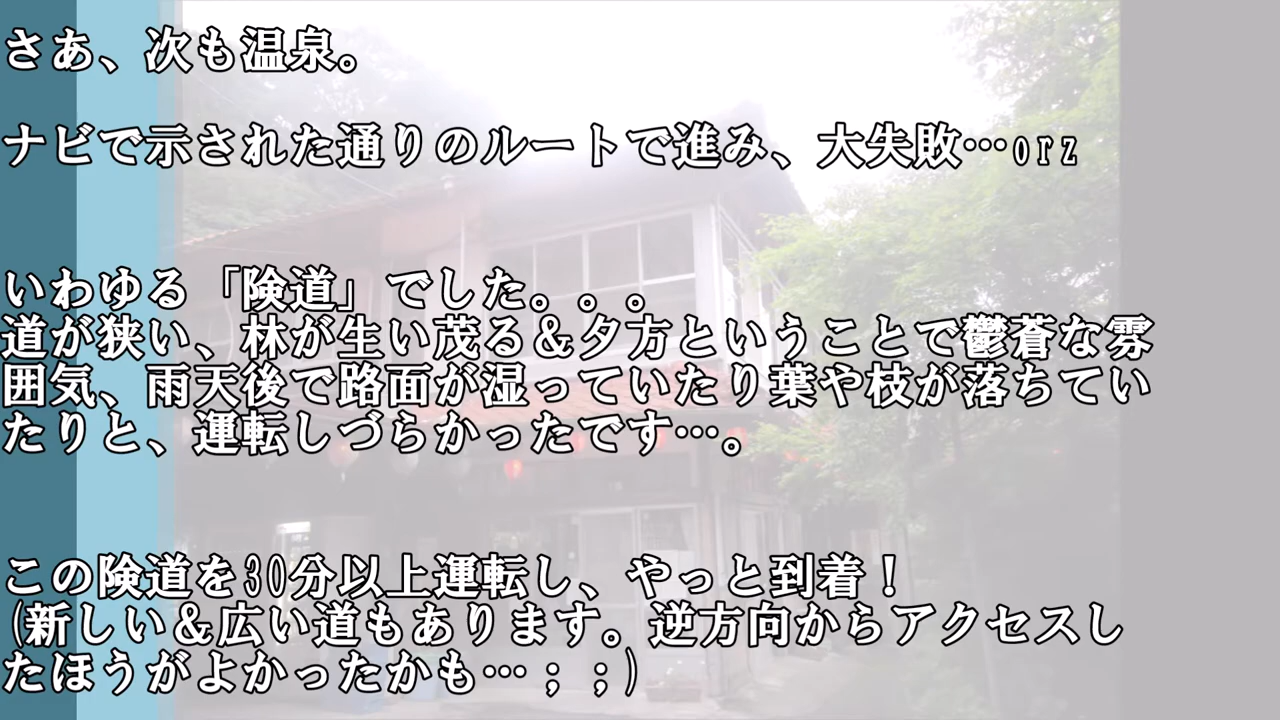 さあ、次も温泉。
ナビで示された通りのルートで進み、大失敗…orz
いわゆる「険道」でした。。。
道が狭い、林が生い茂る＆夕方ということで鬱蒼な雰
囲気、雨天後で路面が湿っていたり葉や枝が落ちてい
たりと、運転しづらかったです…。
この険道を30分以上運転し、やっと到着！
(新しい＆広い道もあります。逆方向からアクセスし
たほうがよかったかも…；；)